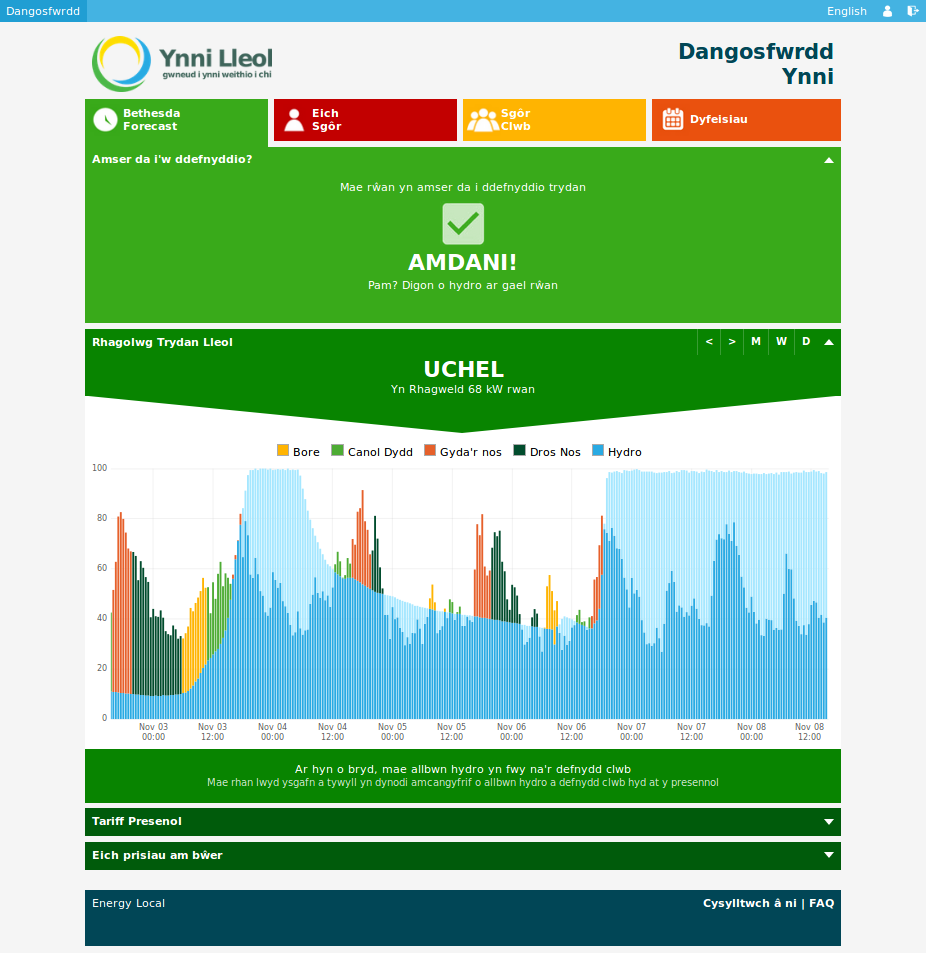 Dangosfwrdd
English
Ynni Lleol
gwneud i ynni weithio i chi
Dangosfwrdd
Ynni
Bethesda
Forecast
Eich
Sgôr
Sgôr
Clwb
Dyfeisiau
Amser da i'w ddefnyddio?
Mae rŵan yn amser da i ddefnyddio trydan
AMDANI!
Pam? Digon o hydro ar gael rŵan
Rhagolwg Trydan Lleol
< > M W D
UCHEL
Yn Rhagweld 68 kW rwan
Bore Canol Dydd Gyda'r nos Dros Nos Hydro
100
80
60
40
20
0
Nov 03 Nov 03 Nov 04 Nov 04 Nov 05 Nov 05 Nov 06 Nov 06 Nov 07 Nov 07 Nov 08 Nov 08
00:00 12:00 00:00 12:00 00:00 12:00 00:00 12:00 00:00 12:00 00:00 12:00
Ar hyn o bryd, mae allbwn hydro yn fwy na'r defnydd clwb
Mae rhan lwyd ysgafn a tywyll yn dynodi amcangyfrif o allbwn hydro a defnydd clwb hyd at y presennol
Tariff Presenol
Eich prisiau am bŵer
Energy Local
Cysylltwch â ni | FAQ